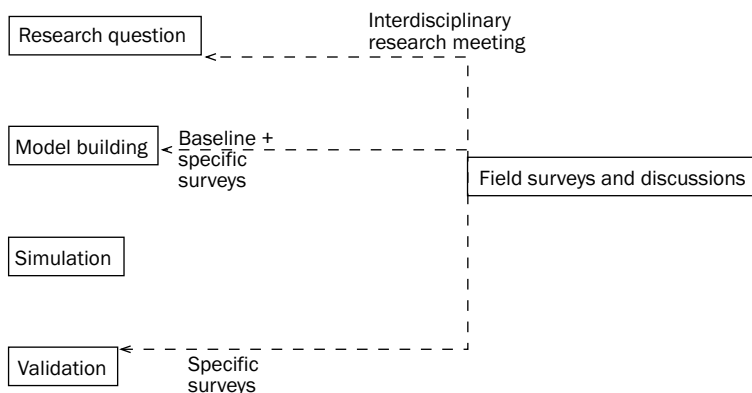 Interdisciplinary
research meeting
Research question
Model building
Baseline +
specific
surveys
Field surveys and discussions
Simulation
Validation
Specific
surveys